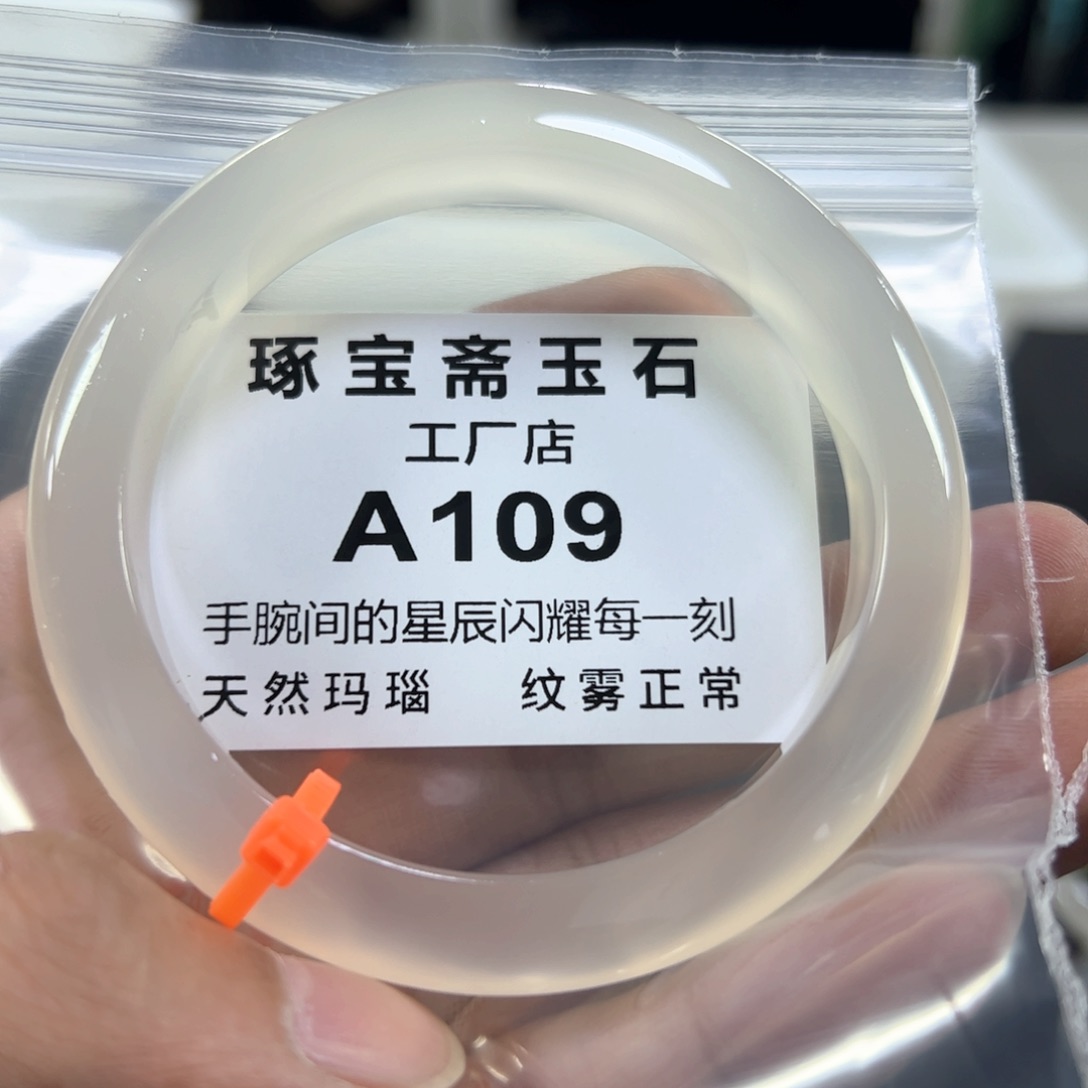 琢宝斋玉石
工厂店
A109
手腕间的星辰闪耀每一刻
天然玛瑙 纹雾正常